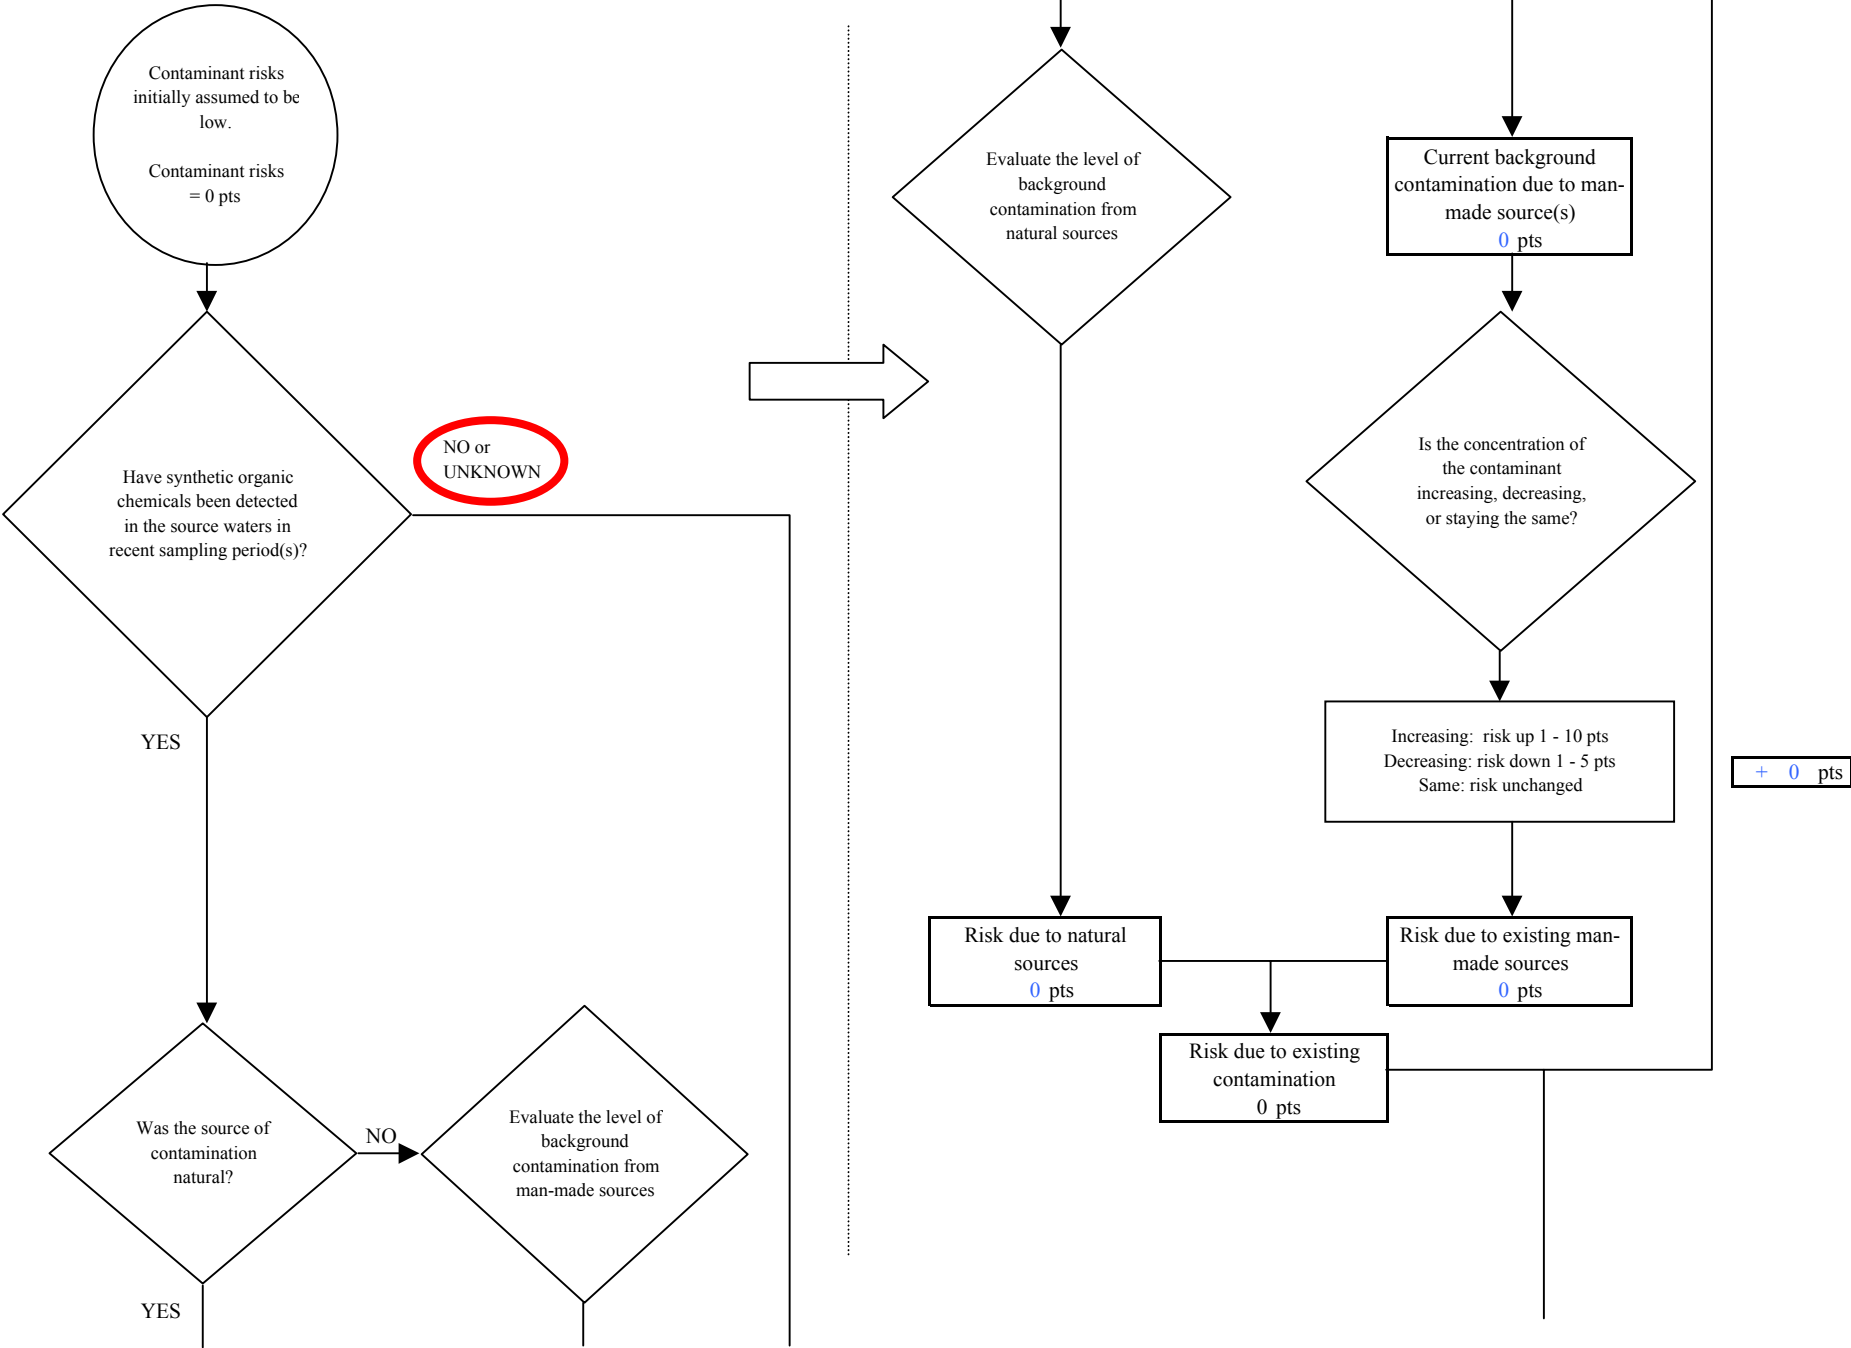 Contaminant risks
initially assumed to be
low.
Contaminant risks
= 0 pts
Have synthetic organic
chemicals been detected
in the source waters in
recent sampling period(s)?
NO or
UNKNOWN
YES
Was the source of
contamination
natural?
NO
Evaluate the level of
background
contamination from
man-made sources
YES
Evaluate the level of
background
contamination from
natural sources
Current background
contamination due to man-
made source(s)
0 pts
Is the concentration of
the contaminant
increasing, decreasing,
or staying the same?
Increasing: risk up 1 - 10 pts
Decreasing: risk down 1 - 5 pts
Same: risk unchanged
+ 0 pts
Risk due to natural
sources
0 pts
Risk due to existing man-
made sources
0 pts
Risk due to existing
contamination
0 pts